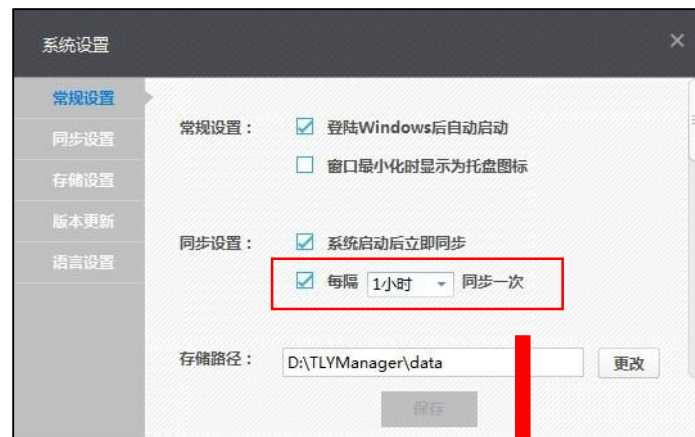 系统设置
常规设置
同步设置
存储设置
版本更新
语言设置
常规设置：
登陆Windows后自动启动
窗口最小化时显示为托盘图标
同步设置：
系统启动后立即同步
每隔 1小时 同步一次
存储路径：
D:\TLYManager\data
更改
保存